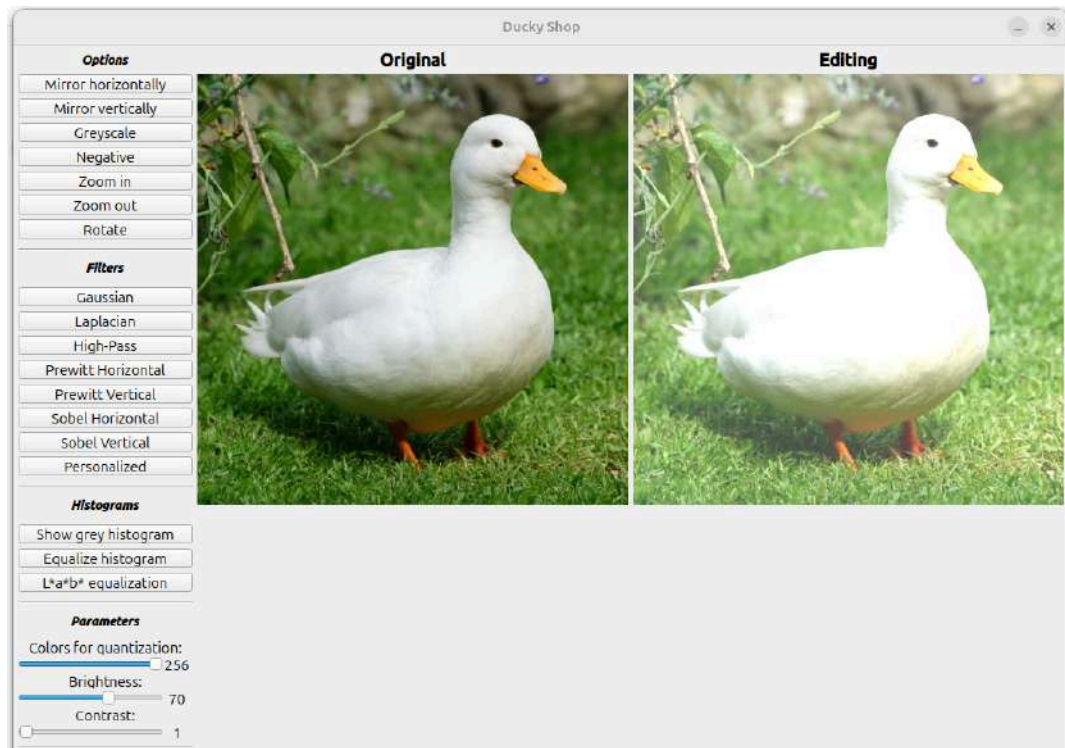 Ducky Shop
Options
Mirror horizontally
Mirror vertically
Greyscale
Negative
Zoom in
Zoom out
Rotate
Filters
Gaussian
Laplacian
High-Pass
Prewitt Horizontal
Prewitt Vertical
Sobel Horizontal
Sobel Vertical
Personalized
Histograms
Show grey histogram
Equalize histogram
L*a*b* equalization
Parameters
Colors for quantization:
256
Brightness:
70
Contrast:
1
Original
Editing